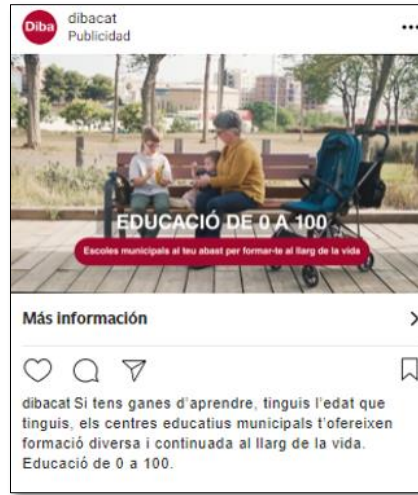 Diba
dibacat
Publicidad
EDUCACIÓ DE 0 A 100
Escoles municipals al teu abast per formar-te al llarg de la vida
Más información
dibacat Si tens ganes d'aprendre, tinguis l'edat que
tinguis, els centres educatius municipals t'ofereixen
formació diversa i continuada al llarg de la vida.
Educació de 0 a 100.